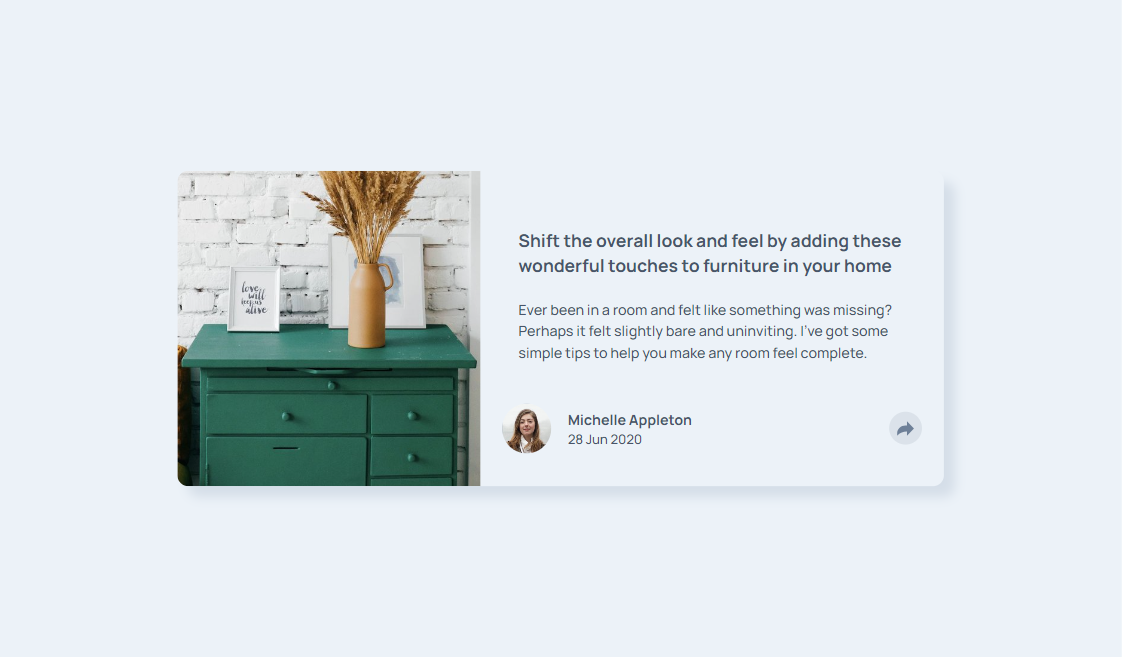 love
will
keep us
alive
Shift the overall look and feel by adding these
wonderful touches to furniture in your home
Ever been in a room and felt like something was missing?
Perhaps it felt slightly bare and uninviting. I’ve got some
simple tips to help you make any room feel complete.
Michelle Appleton
28 Jun 2020